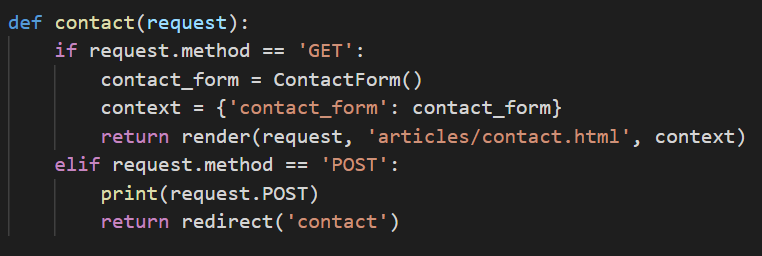 def contact(request):
    if request.method == 'GET':
        contact_form = ContactForm()
        context = {'contact_form': contact_form}
        return render(request, 'articles/contact.html', context)
    elif request.method == 'POST':
        print(request.POST)
        return redirect('contact')